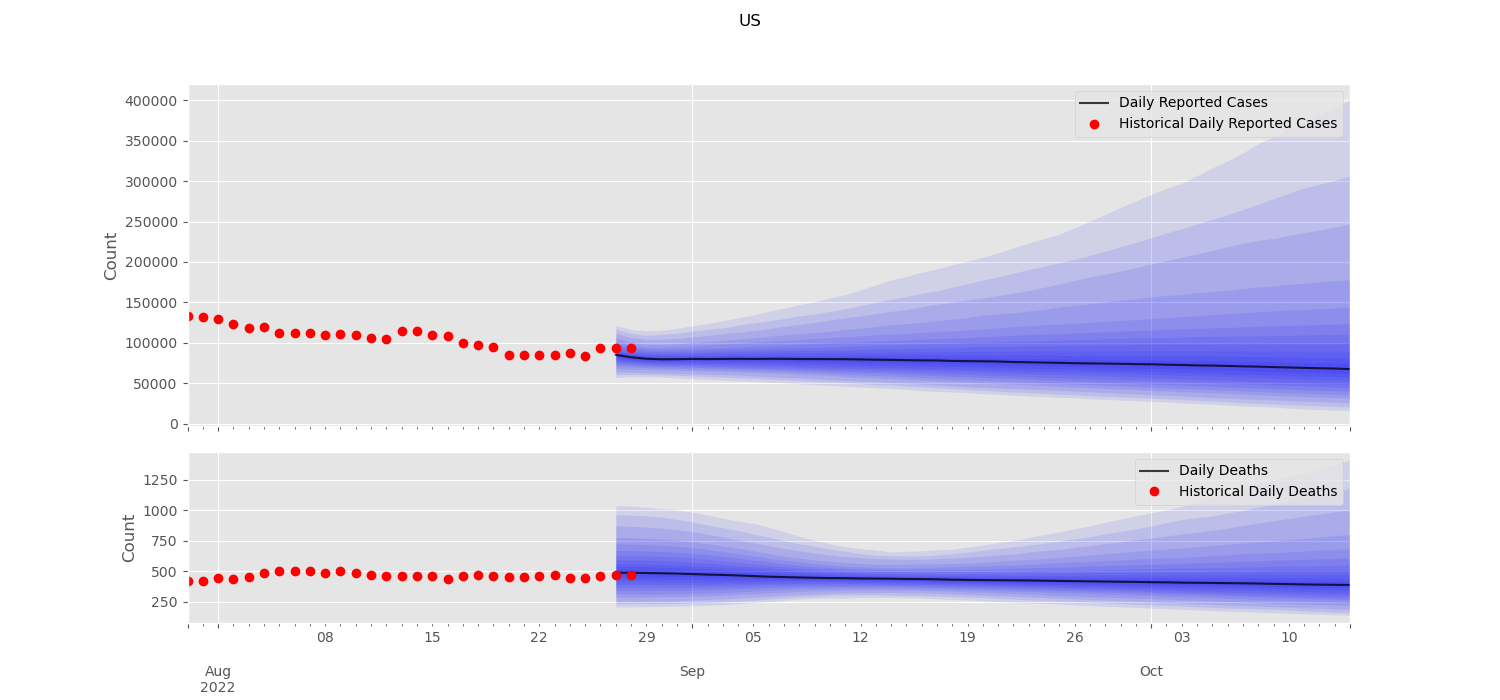 US
Daily Reported Cases
Historical Daily Reported Cases
400000
350000
300000
250000
200000
150000
100000
50000
0
Count
Daily Deaths
Historical Daily Deaths
1250
1000
750
500
250
Count
08 15 22 29 05 12 19 26 03 10
Aug Sep Oct
2022